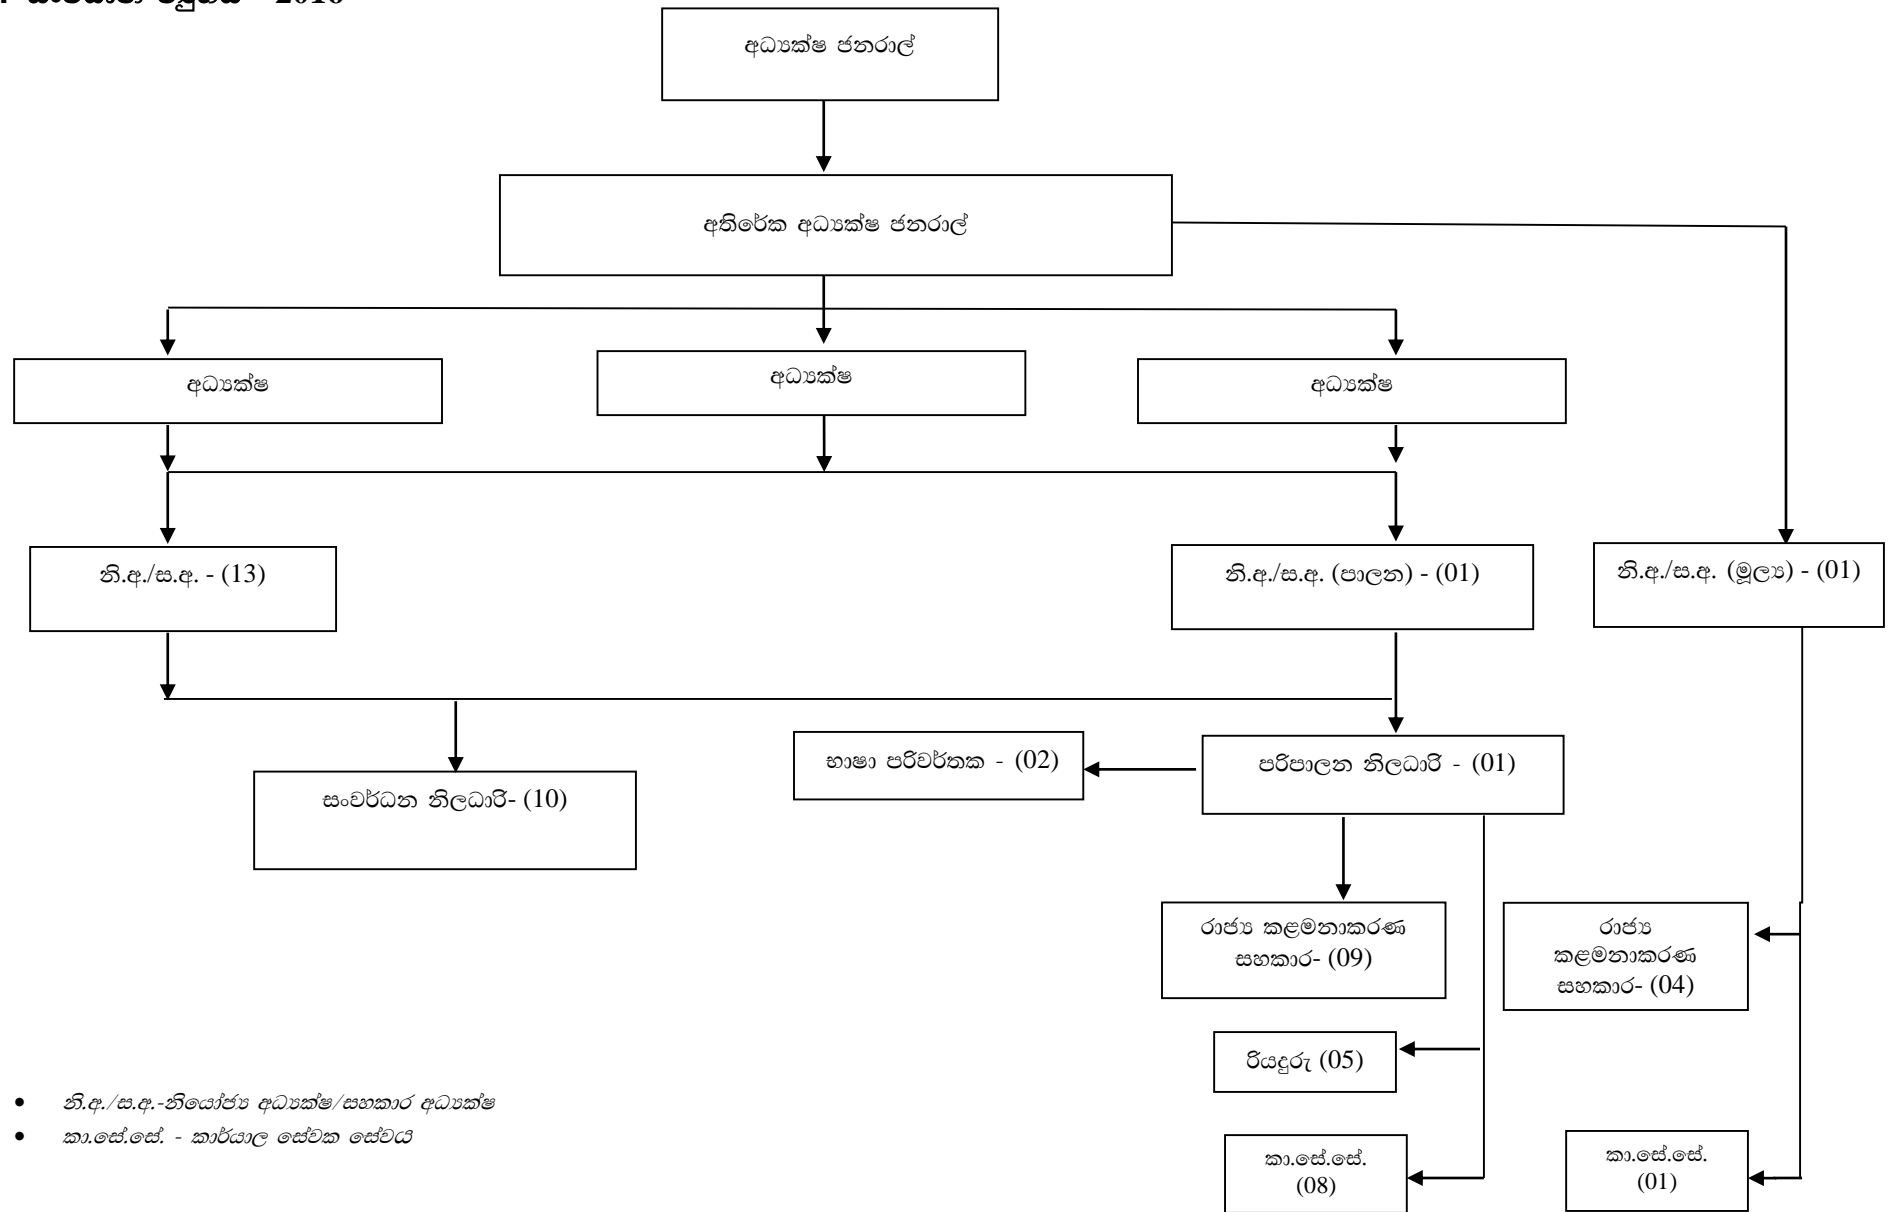 2016
අධ්‍යක්ෂ ජනරාල්
අතිරේක අධ්‍යක්ෂ ජනරාල්
අධ්‍යක්ෂ
අධ්‍යක්ෂ
අධ්‍යක්ෂ
නි.අ./ස.අ. - (13)
නි.අ./ස.අ. (පාලන) - (01)
නි.අ./ස.අ. (මූල්‍ය) - (01)
භාෂා පරිවර්තක - (02)
පරිපාලන නිලධාරි - (01)
සංවර්ධන නිලධාරි- (10)
රාජ්‍ය කළමනාකරණ
සහකාර- (09)
රාජ්‍ය
කළමනාකරණ
සහකාර- (04)
රියදුරු (05)
• නි.අ./ස.අ.-නියෝජ්‍ය අධ්‍යක්ෂ/සහකාර අධ්‍යක්ෂ
• කා.සේ.සේ. - කාර්යාල සේවක සේවය
කා.සේ.සේ.
(08)
කා.සේ.සේ.
(01)